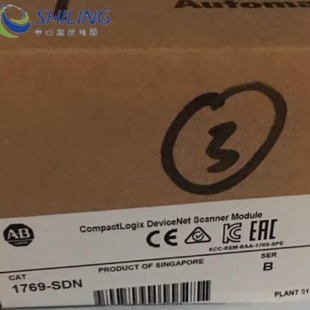 SHILING
Automa
3
AB
CompactLogix DeviceNet Scanner Module
CE
EAC
KCC-REM-RAA-1769-SPE
CAT
1769-SDN
PRODUCT OF SINGAPORE
SER
B
PLANT 51